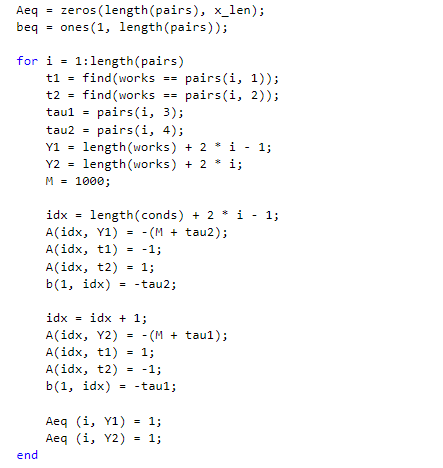 Aeq = zeros(length(pairs), x_len);
beq = ones(1, length(pairs));
for i = 1:length(pairs)
t1 = find(works == pairs(i, 1));
t2 = find(works == pairs(i, 2));
tau1 = pairs(i, 3);
tau2 = pairs(i, 4);
Y1 = length(works) + 2 * i - 1;
Y2 = length(works) + 2 * i;
M = 1000;
idx = length(conds) + 2 * i - 1;
A(idx, Y1) = -(M + tau2);
A(idx, t1) = -1;
A(idx, t2) = 1;
b(1, idx) = -tau2;
idx = idx + 1;
A(idx, Y2) = -(M + tau1);
A(idx, t1) = 1;
A(idx, t2) = -1;
b(1, idx) = -tau1;
Aeq (i, Y1) = 1;
Aeq (i, Y2) = 1;
end